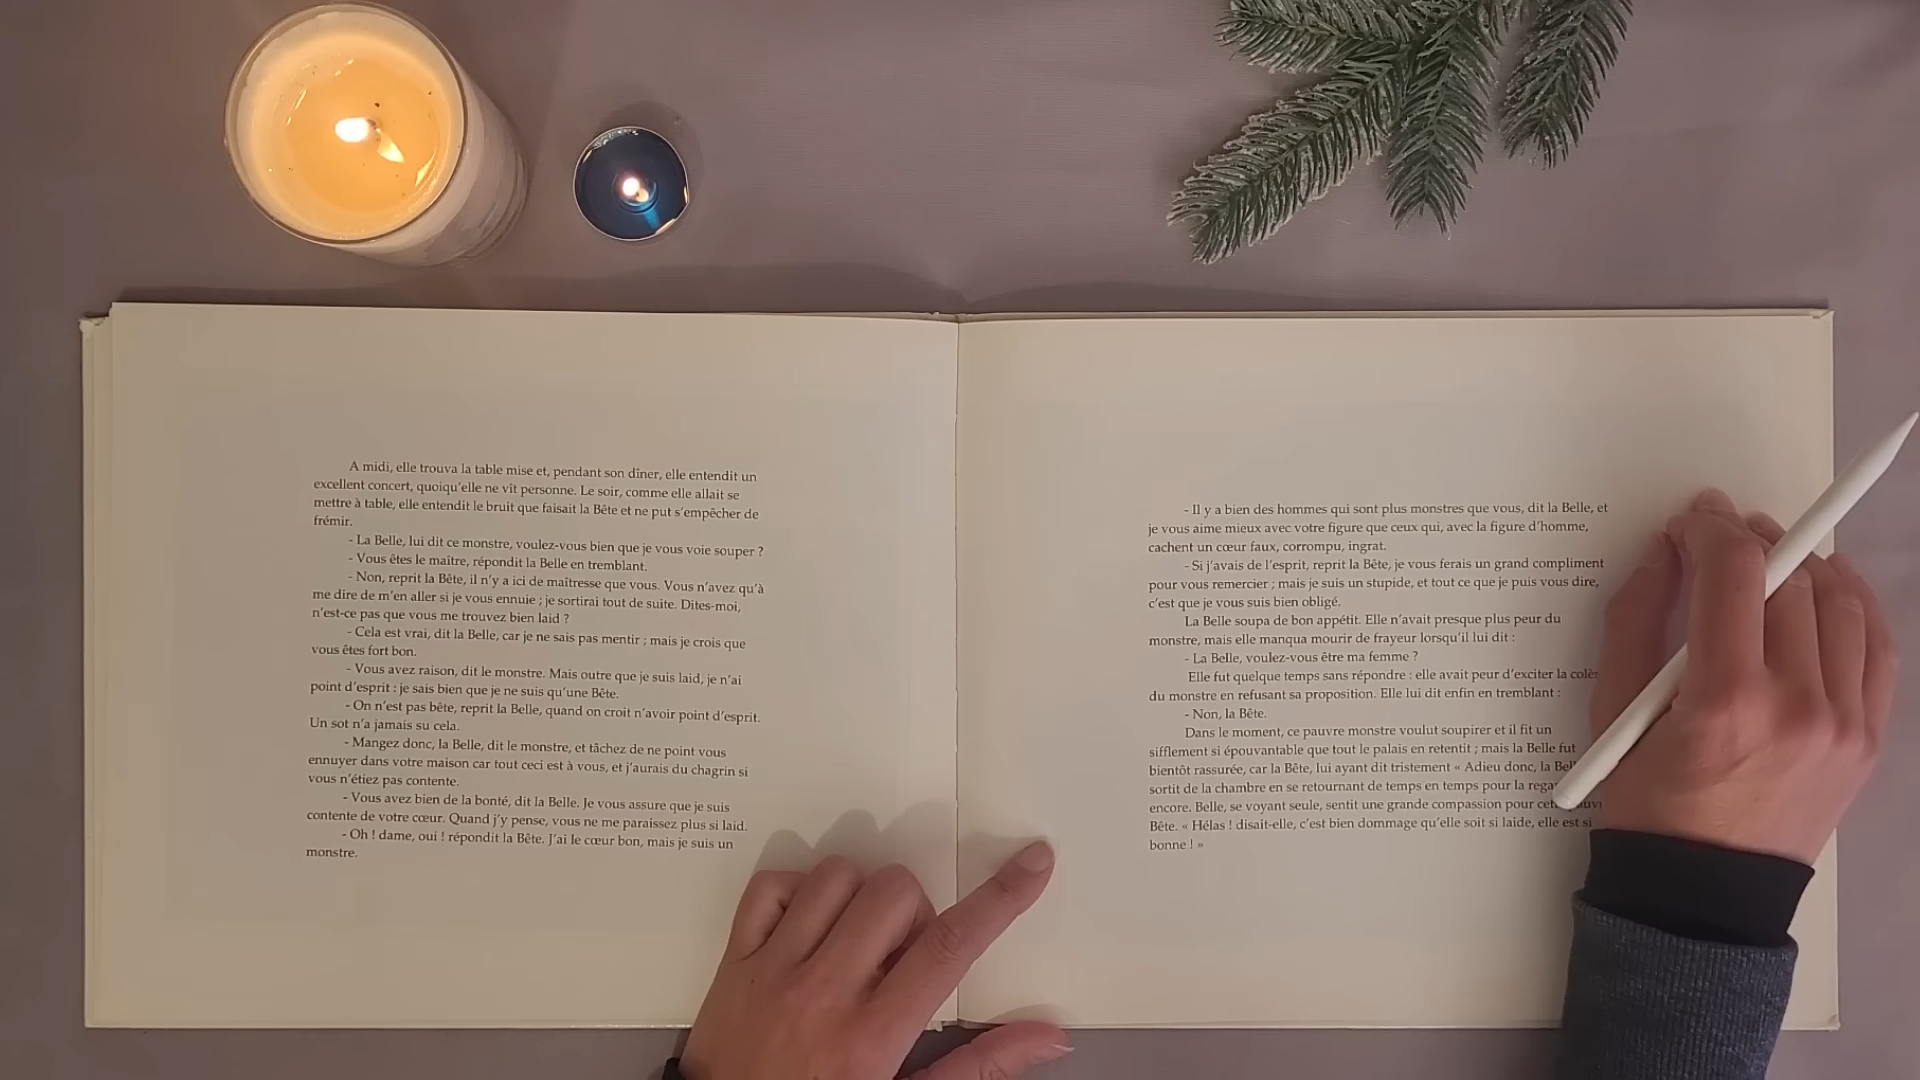 A midi, elle trouva la table mise et, pendant son dîner, elle entendit un
excellent concert, quoiqu'elle ne vît personne. Le soir, comme elle allait se
mettre à table, elle entendit le bruit que faisait la Bête et ne put s'empêcher de
frémir.
- La Belle, lui dit ce monstre, voulez-vous bien que je vous voie souper ?
- Vous êtes le maître, répondit la Belle en tremblant.
- Non, reprit la Bête, il n'y a ici de maîtresse que vous. Vous n'avez qu'à
me dire de m'en aller si je vous ennuie ; je sortirai tout de suite. Dites-moi,
n'est-ce pas que vous me trouvez bien laid ?
- Cela est vrai, dit la Belle, car je ne sais pas mentir ; mais je crois que
vous êtes fort bon.
- Vous avez raison, dit le monstre. Mais outre que je suis laid, je n'ai
point d'esprit : je sais bien que je ne suis qu'une Bête.
- On n'est pas bête, reprit la Belle, quand on croit n'avoir point d'esprit.
Un sot n'a jamais su cela.
- Mangez donc, la Belle, dit le monstre, et tâchez de ne point vous
ennuyer dans votre maison car tout ceci est à vous, et j'aurais du chagrin si
vous n'étiez pas contente.
- Vous avez bien de la bonté, dit la Belle. Je vous assure que je suis
contente de votre cœur. Quand j'y pense, vous ne me paraissez plus si laid.
- Oh ! dame, oui ! répondit la Bête. J'ai le cœur bon, mais je suis un
monstre.
- Il y a bien des hommes qui sont plus monstres que vous, dit la Belle, et
je vous aime mieux avec votre figure que ceux qui, avec la figure d'homme,
cachent un cœur faux, corrompu, ingrat.
- Si j'avais de l'esprit, reprit la Bête, je vous ferais un grand compliment
pour vous remercier ; mais je suis un stupide, et tout ce que je puis vous dire,
c'est que je vous suis bien obligé.
La Belle soupa de bon appétit. Elle n'avait presque plus peur du
monstre, mais elle manqua mourir de frayeur lorsqu'il lui dit :
- La Belle, voulez-vous être ma femme ?
Elle fut quelque temps sans répondre : elle avait peur d'exciter la
du monstre en refusant sa proposition. Elle lui dit enfin en tremblant :
- Non, la Bête.
Dans le moment, ce pauvre monstre voulut soupirer et il fit un
sifflement si épouvantable que tout le palais en retentit ; mais la Belle fut
bientôt rassurée, car la Bête, lui ayant dit tristement « Adieu donc, la
sortit de la chambre en se retournant de temps en temps pour la
encore. Belle, se voyant seule, sentit une grande compassion pour
Bête. « Hélas ! disait-elle, c'est bien dommage qu'elle soit si laide, elle est si
bonne ! »